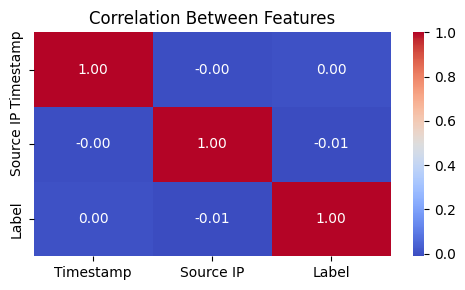 Correlation Between Features
Timestamp
1.00
-0.00
0.00
Source IP
-0.00
1.00
-0.01
Label
0.00
-0.01
1.00
Timestamp
Source IP
Label
1.0
0.8
0.6
0.4
0.2
0.0